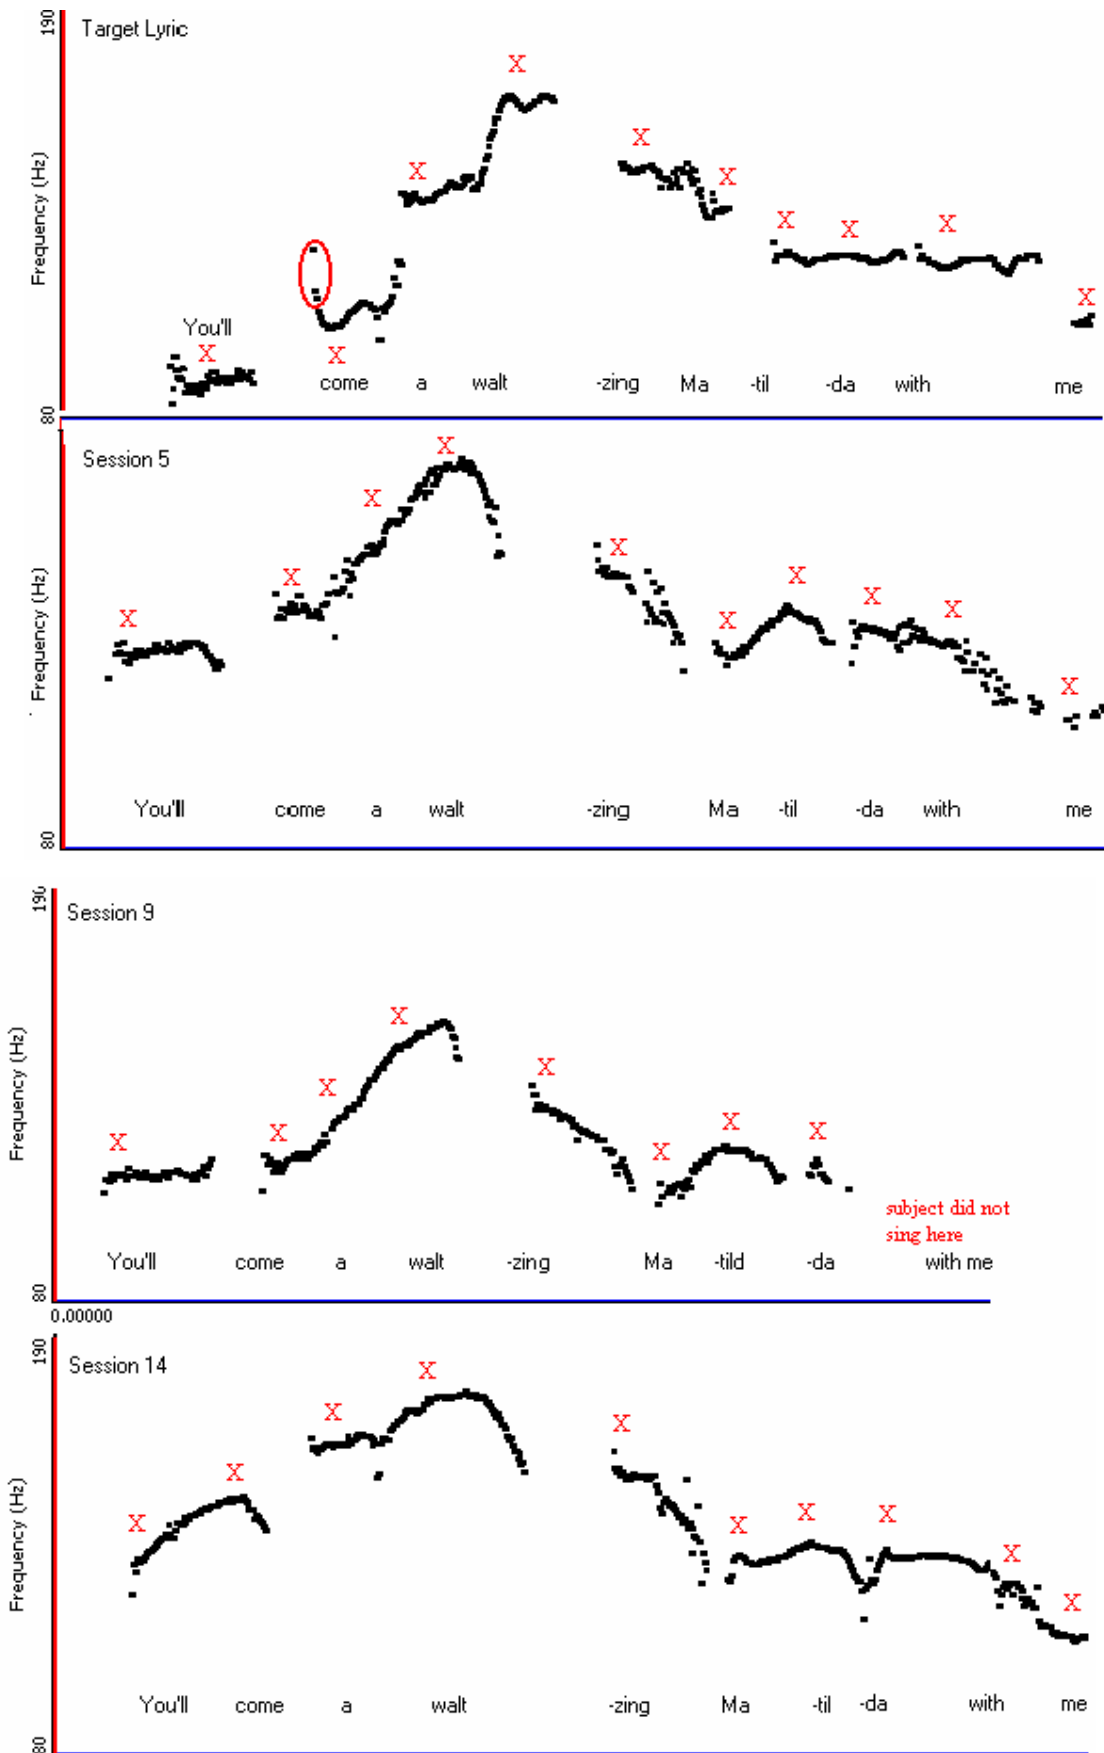 190
Target Lyric
Frequency (Hz)
X
X X
X X
X X X
You'll
X X X
come a walt -zing Ma -til -da with me
80
Session 5
Frequency (Hz)
X
X
X X X
X X X X
X
You'll come a walt -zing Ma -til -da with me
80
190
Session 9
Frequency (Hz)
X
X X
X X X X X
subject did not
sing here
You'll come a walt -zing Ma -tild -da with me
80
0.00000
190
Session 14
Frequency (Hz)
X
X X
X
X X X X
X
X
You'll come a walt -zing Ma -til -da with me
80